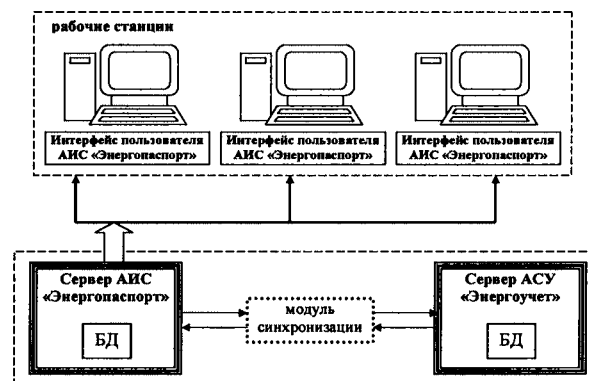 рабочие станции
Интерфейс пользователя
АИС «Энергопаспорт»
Интерфейс пользователя
АИС «Энергопаспорт»
Интерфейс пользователя
АИС «Энергопаспорт»
Сервер АИС
«Энергопаспорт»
БД
модуль
синхронизации
Сервер АСУ
«Энергоучет»
БД